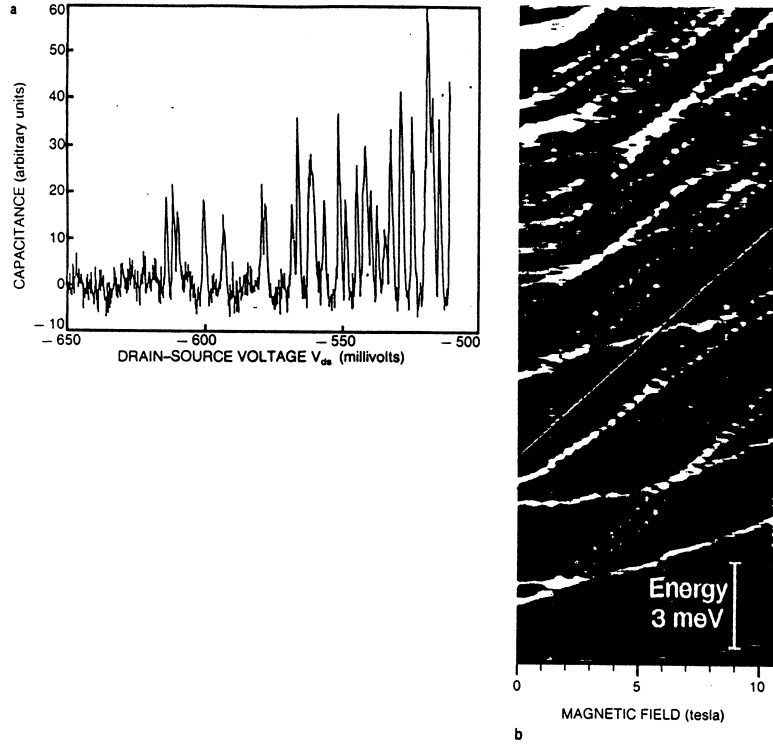 a
CAPACITANCE (arbitrary units)
60
50
40
30
20
10
0
−10
−650
−600
−550
−500
DRAIN–SOURCE VOLTAGE V_ds (millivolts)
Energy
3 meV
0
5
10
MAGNETIC FIELD (tesla)
b